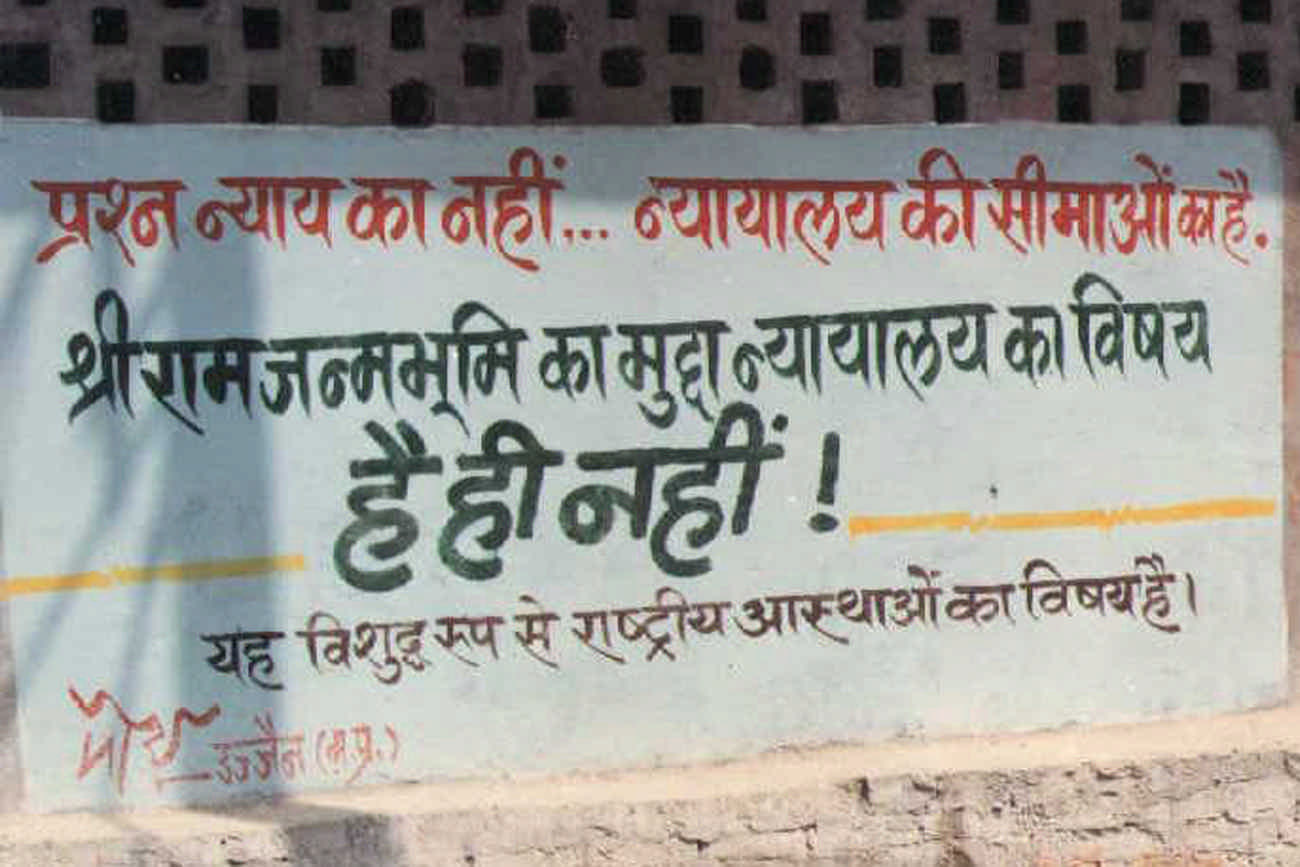 प्रश्न न्याय का नहीं... न्यायालय की सीमाओं का है.
श्रीरामजन्मभूमि का मुद्दा न्यायालय का विषय
है ही नहीं !
यह विशुद्ध रूप से राष्ट्रीय आस्थाओं का विषय है।
उज्जैन (म.प्र.)